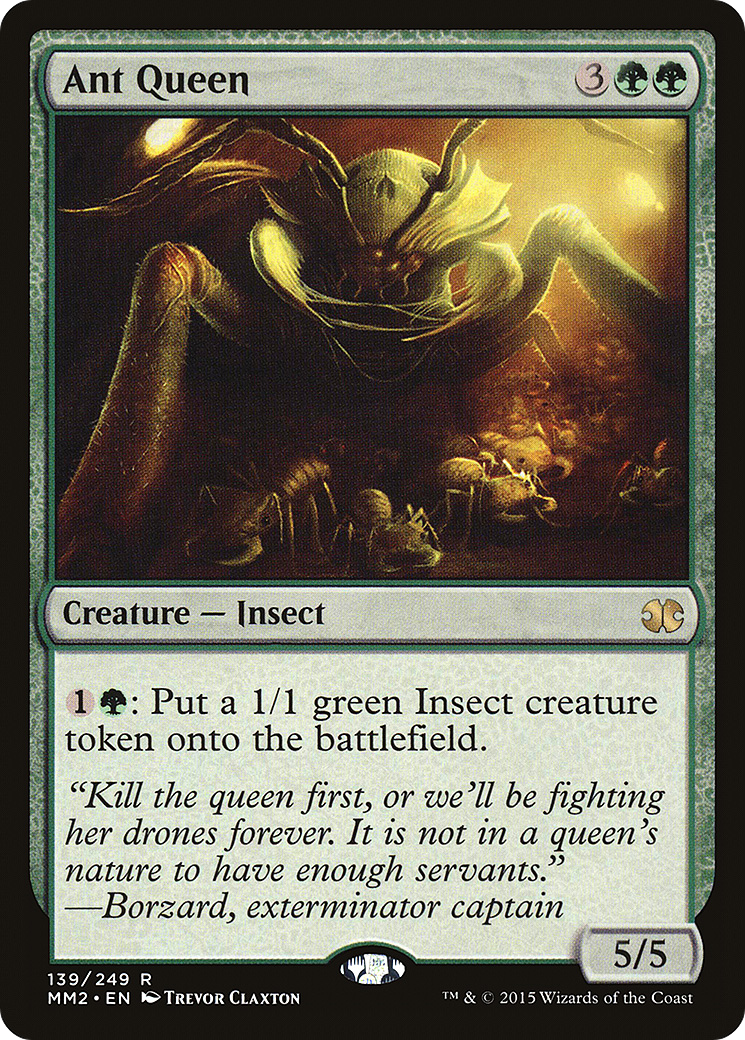 Ant Queen 3
Creature — Insect
1 : Put a 1/1 green Insect creature
token onto the battlefield.
“Kill the queen first, or we’ll be fighting
her drones forever. It is not in a queen’s
nature to have enough servants.”
—Borzard, exterminator captain
5/5
139/249 R
MM2 • EN Trevor Claxton
™ & © 2015 Wizards of the Coast